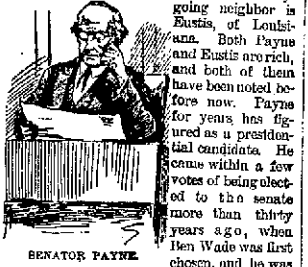 going neighbor is
Eustis, of Louisi-
ana. Both Payne
and Eustis are rich,
and both of them
have been noted be-
fore now. Payne
for years has fig-
ured as a presiden-
tial candidate. He
came within a few
votes of being elect-
ed to the senate
more than thirty
years ago, when
Ben Wade was first
chosen, and he was
SENATOR PAYNE.